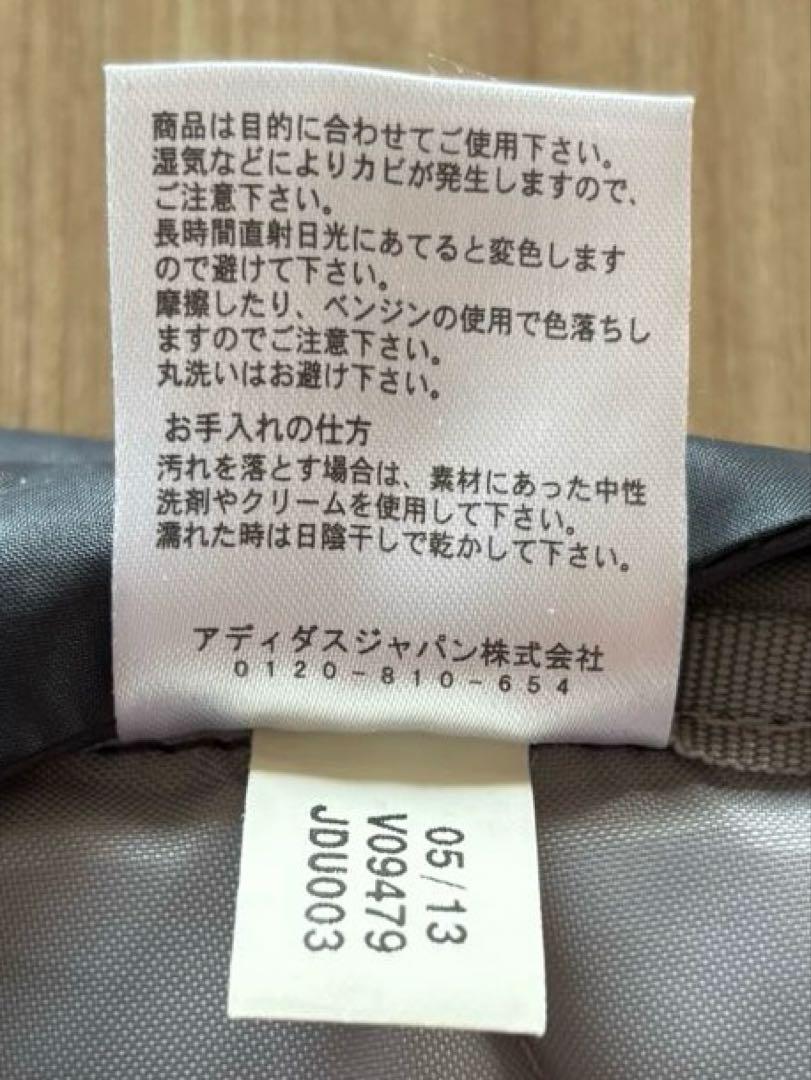 商品は目的に合わせてご使用下さい。
湿気などによりカビが発生しますので、
ご注意下さい。
長時間直射日光にあてると変色します
ので避けて下さい。
摩擦したり、ベンジンの使用で色落ちし
ますのでご注意下さい。
丸洗いはお避け下さい。
お手入れの仕方
汚れを落とす場合は、素材にあった中性
洗剤やクリームを使用して下さい。
濡れた時は日陰干しで乾かして下さい。
アディダスジャパン株式会社
0120-810-654
05/13
V09479
JDU003